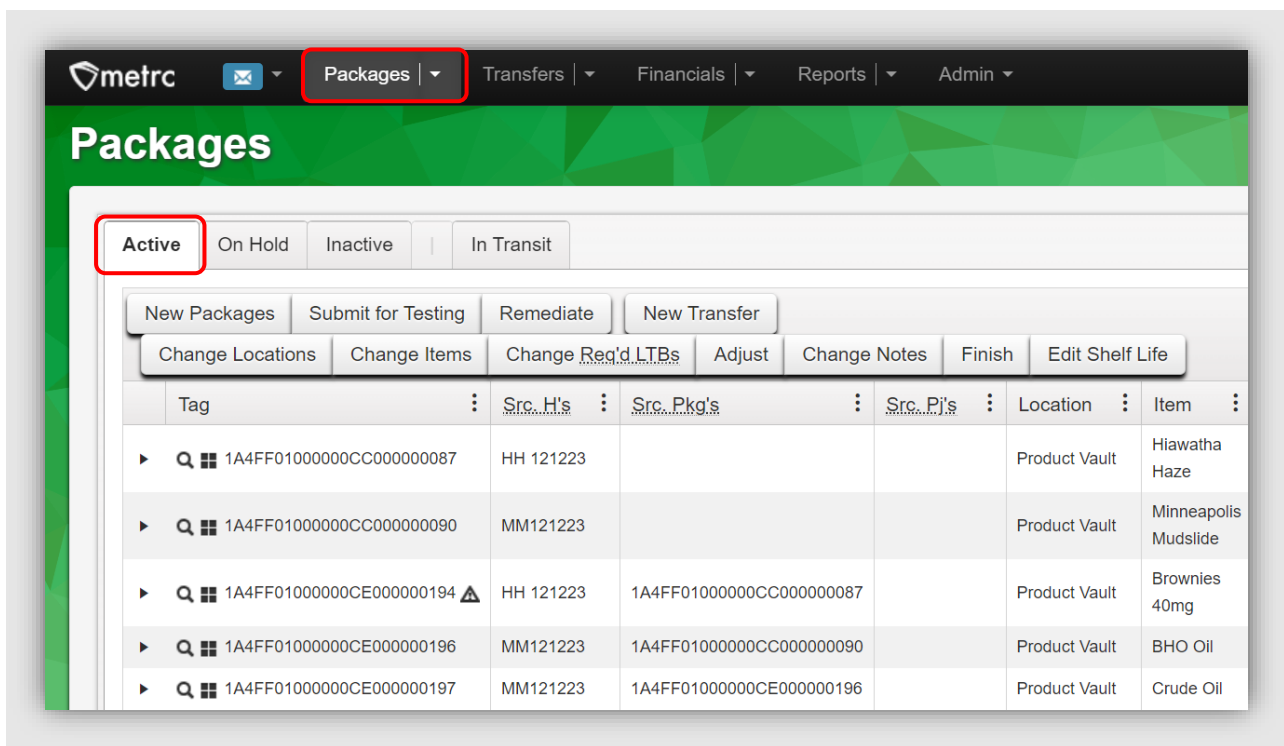 metrc Packages Transfers Financials Reports Admin
Packages
Active On Hold Inactive In Transit
New Packages Submit for Testing Remediate New Transfer
Change Locations Change Items Change Req'd LTBs Adjust Change Notes Finish Edit Shelf Life
Tag Src. H's Src. Pkg's Src. Pj's Location Item
1A4FF01000000CC000000087 HH 121223 Product Vault Hiawatha
Haze
1A4FF01000000CC000000090 MM121223 Product Vault Minneapolis
Mudslide
1A4FF01000000CE000000194 HH 121223 1A4FF01000000CC000000087 Product Vault Brownies
40mg
1A4FF01000000CE000000196 MM121223 1A4FF01000000CC000000090 Product Vault BHO Oil
1A4FF01000000CE000000197 MM121223 1A4FF01000000CE000000196 Product Vault Crude Oil